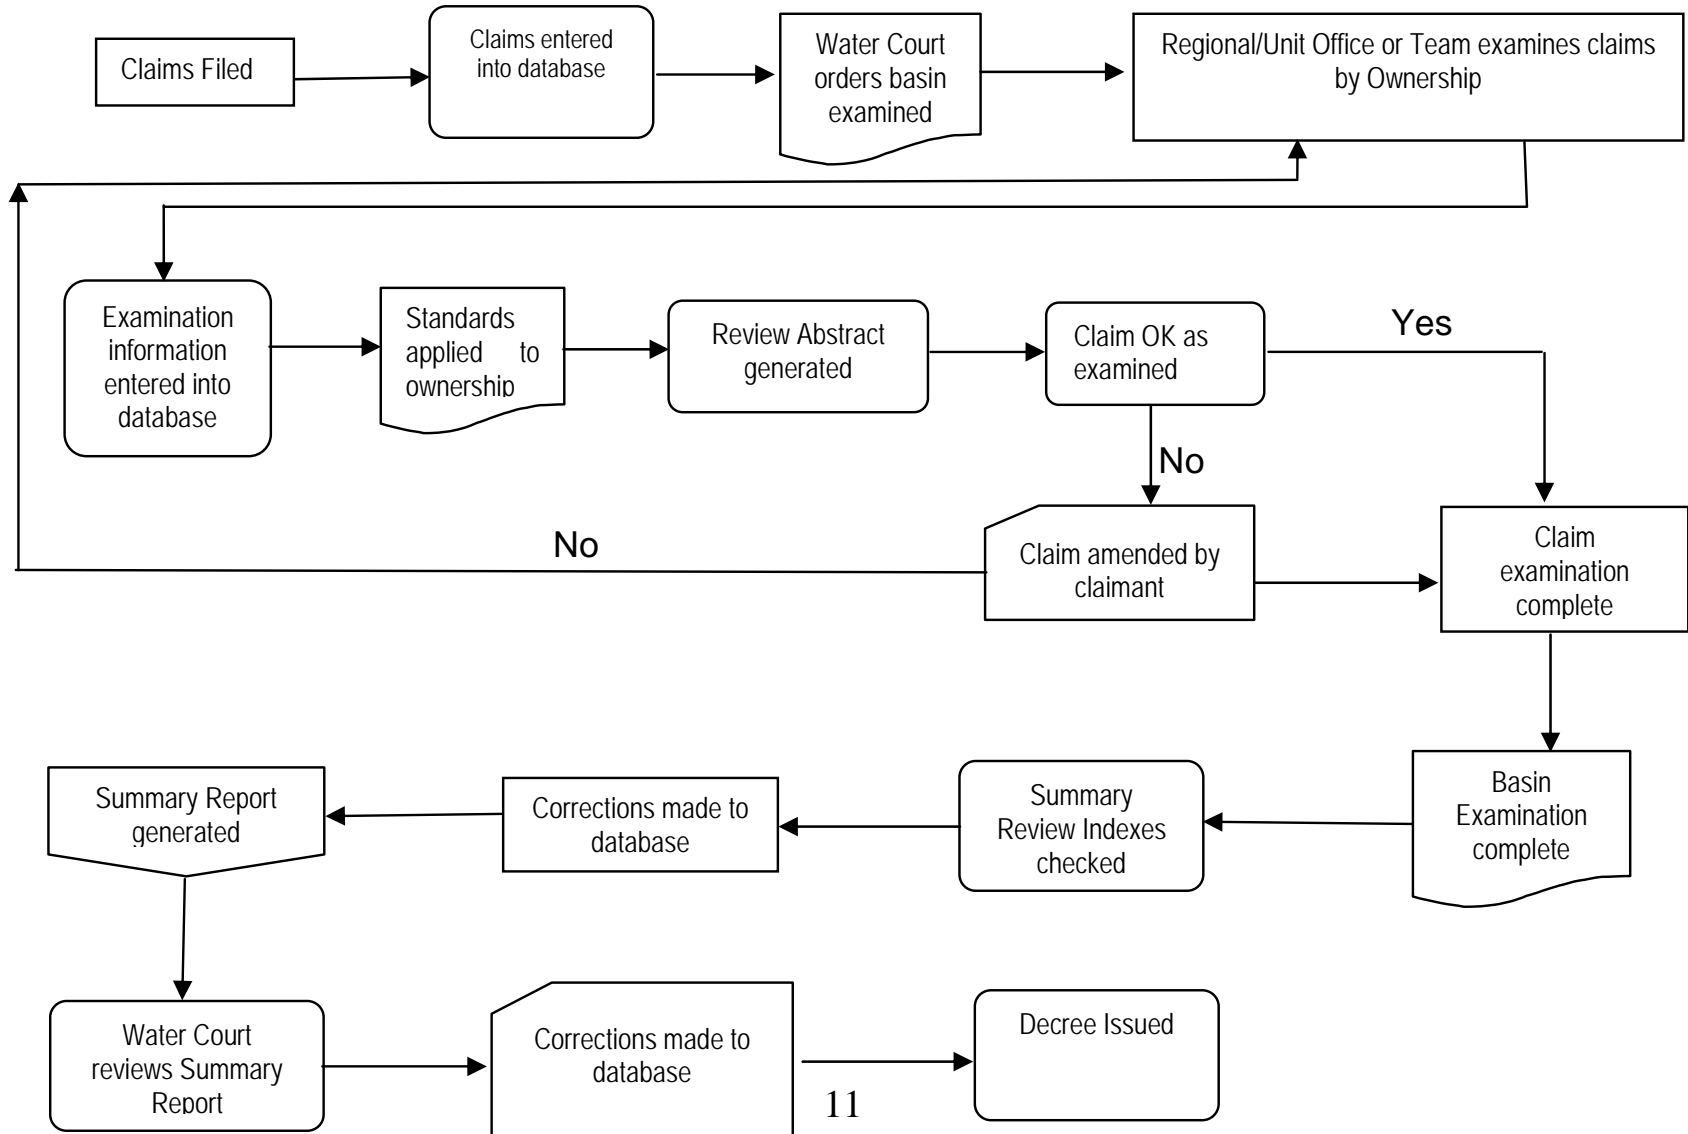 Claims Filed
Claims entered
into database
Water Court
orders basin
examined
Regional/Unit Office or Team examines claims
by Ownership
Examination
information
entered into
database
Standards
applied to
ownership
Review Abstract
generated
Claim OK as
examined
Yes
No
No
Claim amended by
claimant
Claim
examination
complete
Summary Report
generated
Corrections made to
database
Summary
Review Indexes
checked
Basin
Examination
complete
Water Court
reviews Summary
Report
Corrections made to
database
Decree Issued
11